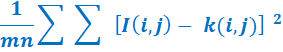 1/mn ∑ ∑ [I(i,j) − k(i,j)] ²